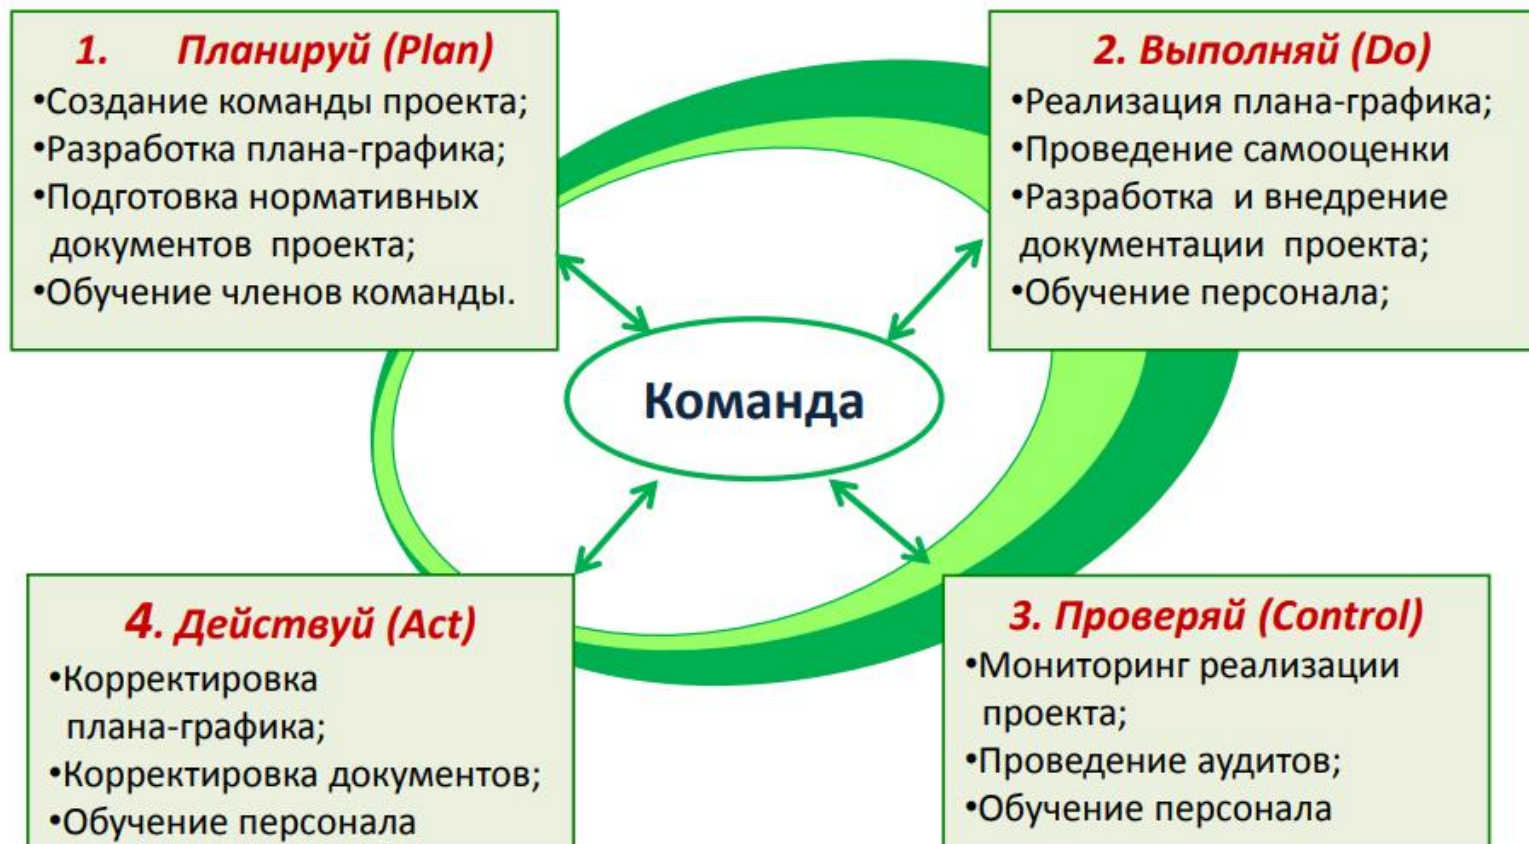 1. Планируй (Plan)
•Создание команды проекта;
•Разработка плана-графика;
•Подготовка нормативных
документов проекта;
•Обучение членов команды.
2. Выполняй (Do)
•Реализация плана-графика;
•Проведение самооценки
•Разработка и внедрение
документации проекта;
•Обучение персонала;
Команда
4. Действуй (Act)
•Корректировка
плана-графика;
•Корректировка документов;
•Обучение персонала
3. Проверяй (Control)
•Мониторинг реализации
проекта;
•Проведение аудитов;
•Обучение персонала